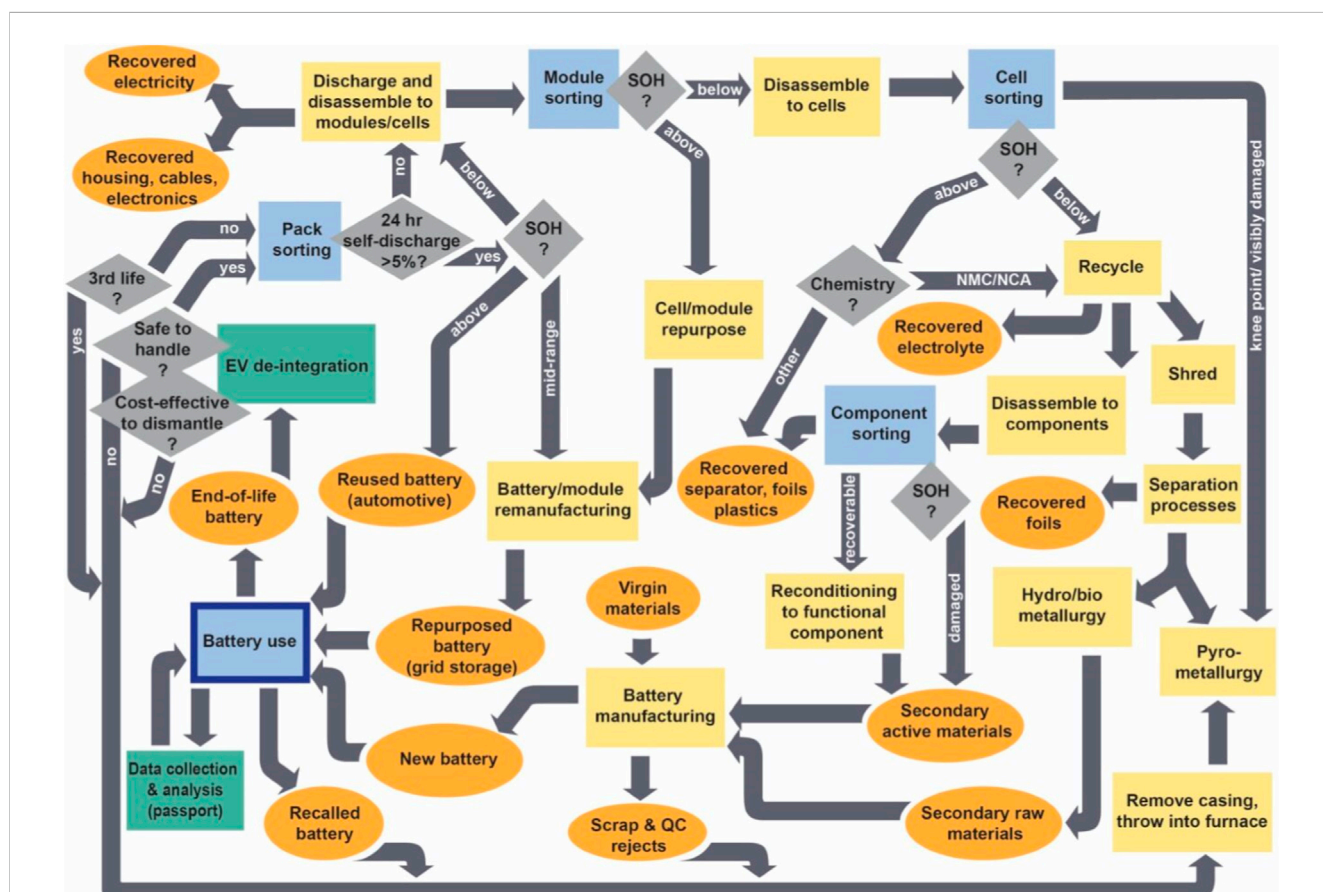 Recovered
electricity
Discharge and
disassemble to
modules/cells
Module
sorting
SOH
?
below
Disassemble
to cells
Cell
sorting
Recovered
housing, cables,
electronics
no
below
above
SOH
?
above
below
knee point/ visibly damaged
no
Pack
sorting
24 hr
self-discharge
>5%?
yes
SOH
?
3rd life
?
yes
Chemistry
?
NMC/NCA
Recycle
yes
Safe to
handle
?
EV de-integration
above
mid-range
Cell/module
repurpose
other
Recovered
electrolyte
Shred
Cost-effective
to dismantle
?
no
no
Component
sorting
Disassemble to
components
End-of-life
battery
Reused battery
(automotive)
Battery/module
remanufacturing
Recovered
separator, foils
plastics
SOH
?
recoverable
damaged
Recovered
foils
Separation
processes
Battery use
Repurposed
battery
(grid storage)
Virgin
materials
Reconditioning
to functional
component
Hydro/bio
metallurgy
Pyro-
metallurgy
Battery
manufacturing
Secondary
active materials
Data collection
& analysis
(passport)
New battery
Recalled
battery
Scrap & QC
rejects
Secondary raw
materials
Remove casing,
throw into furnace